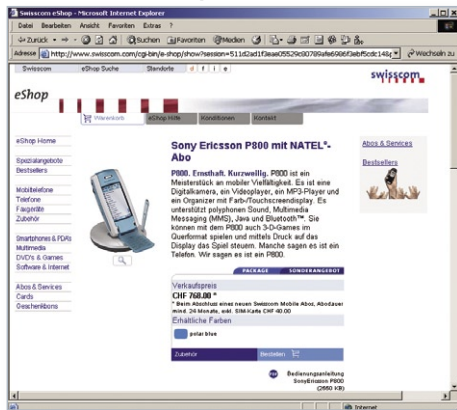 Swisscom eShop - Microsoft Internet Explorer
Datei Bearbeiten Ansicht Favoriten Extras ?
Zurück Suchen Favoriten Medien
Adresse http://www.swisscom.com/cgi-bin/e-shop/show?session=
Wechseln zu
Swisscom eShop Suche Standorte d f i e
swisscom
eShop
Warenkorb eShop Hilfe Konditionen Kontakt
eShop Home
Spezialangebote
Bestsellers
Mobiltelefone
Telefone
Faxgeräte
Zubehör
Smartphones & PDA's
Multimedia
DVD's & Games
Software & Internet
Abos & Services
Cards
Geschenkbons
Sony Ericsson P800 mit NATEL®-
Abo
P800. Ernsthaft. Kurzweilig. P800 ist ein
Meisterstück an mobiler Vielfältigkeit. Es ist eine
Digitalkamera, ein Videoplayer, ein MP3-Player und
ein Organizer mit Farb-/Touchscreendisplay. Es
unterstützt polyphonen Sound, Multimedia
Messaging (MMS), Java und Bluetooth™. Sie
können mit dem P800 auch 3-D-Games im
Querformat spielen und mittels Druck auf das
Display das Spiel steuern. Manche sagen es ist ein
Telefon. Wir sagen es ist ein P800.
PACKAGE SONDERANGEBOT
Verkaufspreis
CHF 768.00 *
* Beim Abschluss eines neuen Swisscom Mobile Abos, Abodauer
mind. 24 Monate, exkl. SIM-Karte CHF 40.00
Erhältliche Farben
polar blue
Zubehör Bestellen
Bedienungsanleitung
SonyEricsson P800
(2660 KB)
Abos & Services
Bestsellers
Internet